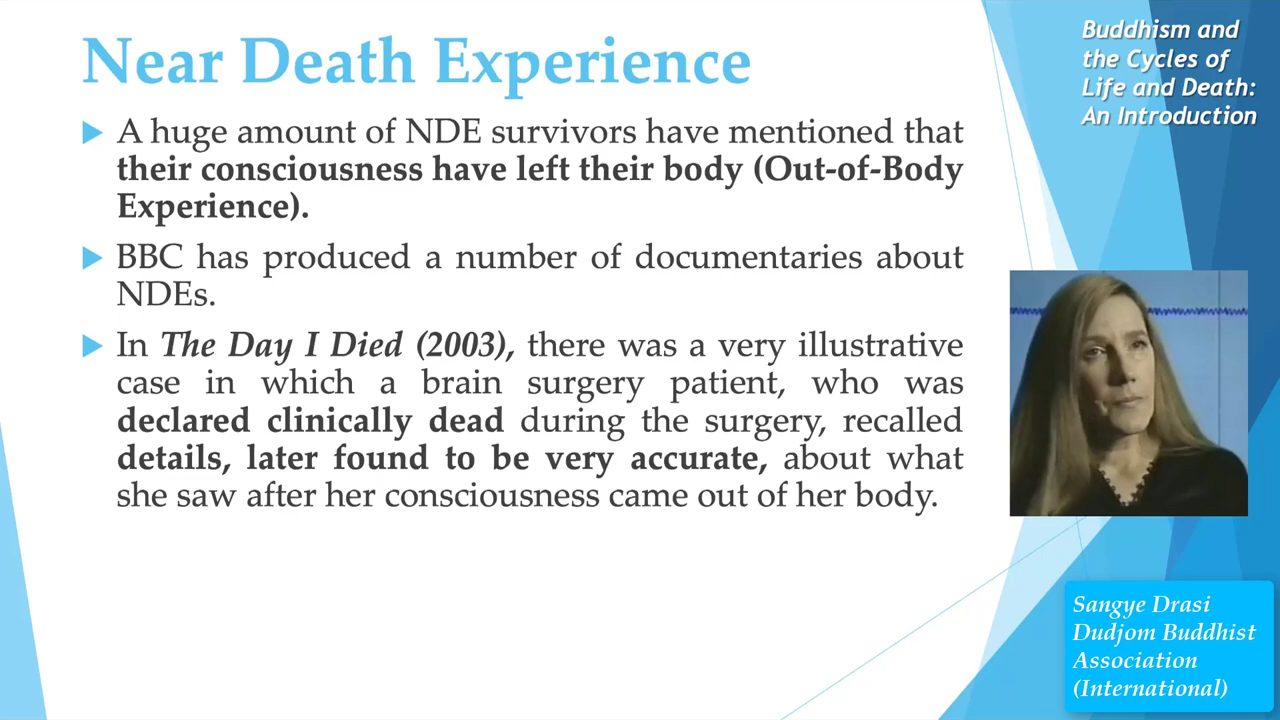 Near Death Experience
A huge amount of NDE survivors have mentioned that
their consciousness have left their body (Out-of-Body
Experience).
BBC has produced a number of documentaries about
NDEs.
In The Day I Died (2003), there was a very illustrative
case in which a brain surgery patient, who was
declared clinically dead during the surgery, recalled
details, later found to be very accurate, about what
she saw after her consciousness came out of her body.
Buddhism and
the Cycles of
Life and Death:
An Introduction
Sangye Drasi
Dudjom Buddhist
Association
(International)